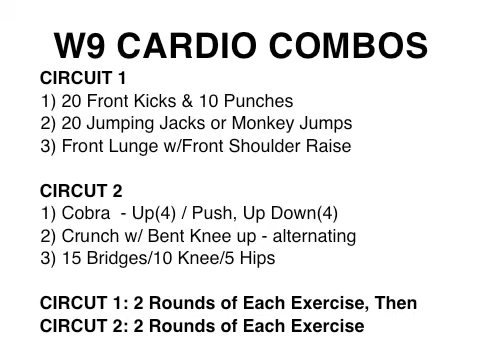 W9 CARDIO COMBOS
CIRCUIT 1
1) 20 Front Kicks & 10 Punches
2) 20 Jumping Jacks or Monkey Jumps
3) Front Lunge w/Front Shoulder Raise
CIRCUT 2
1) Cobra - Up(4) / Push, Up Down(4)
2) Crunch w/ Bent Knee up - alternating
3) 15 Bridges/10 Knee/5 Hips
CIRCUT 1: 2 Rounds of Each Exercise, Then
CIRCUT 2: 2 Rounds of Each Exercise